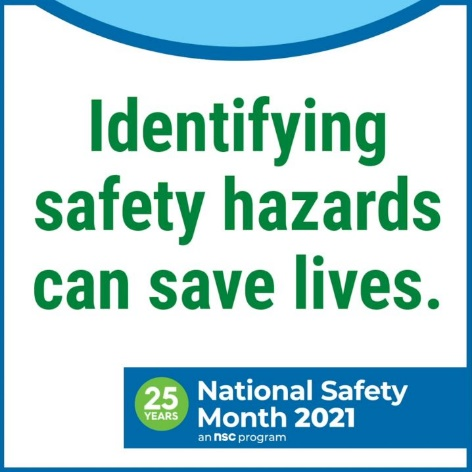 Identifying
safety hazards
can save lives.
25
YEARS
National Safety
Month 2021
an nsc program